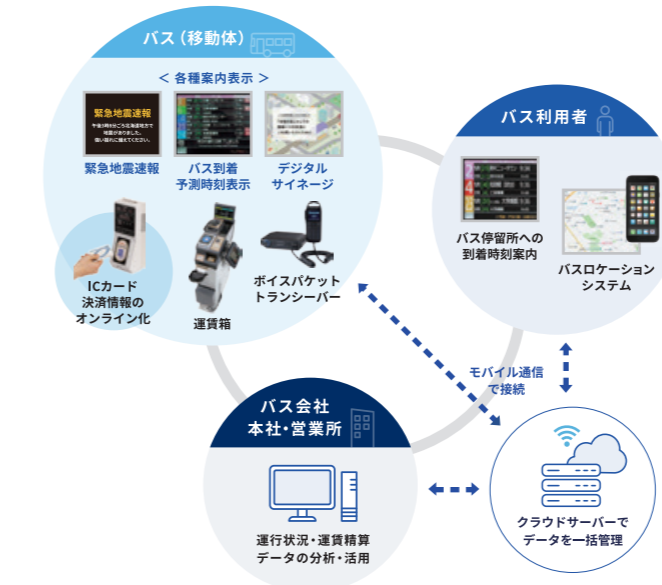 バス（移動体）
＜ 各種案内表示 ＞
緊急地震速報
緊急地震速報
バス到着
予測時刻表示
デジタル
サイネージ
ICカード
決済情報の
オンライン化
運賃箱
ボイスパケット
トランシーバー
バス利用者
バス停留所への
到着時刻案内
バスロケーション
システム
モバイル通信
で接続
バス会社
本社・営業所
運行状況・運賃精算
データの分析・活用
クラウドサーバーで
データを一括管理